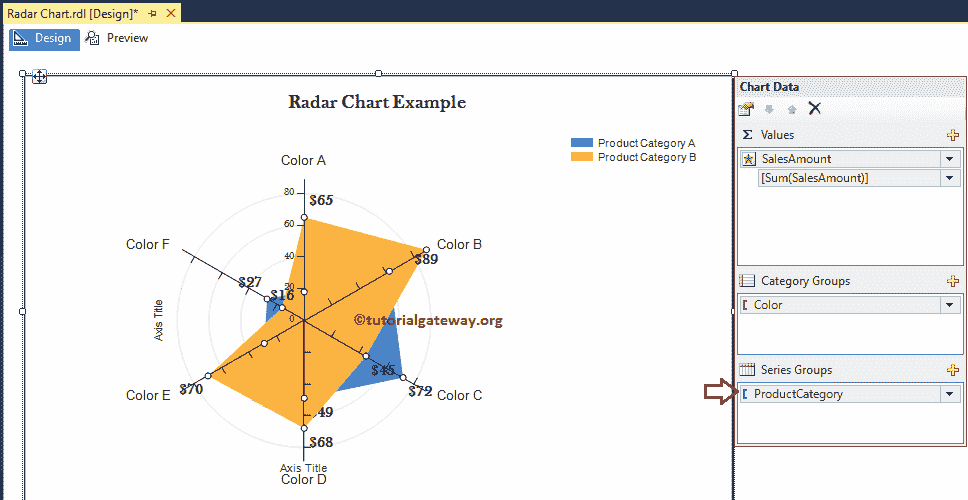 Radar Chart.rdl [Design]*
Design
Preview
Radar Chart Example
Product Category A
Product Category B
Color A
80
$65
60
Color F
Color B
40
$89
$27
20
$16
Axis Title
0
©tutorialgateway.org
$45
$70
$72
Color E
Color C
$49
$68
Axis Title
Color D
Chart Data
Σ Values
SalesAmount
[Sum(SalesAmount)]
Category Groups
Color
Series Groups
ProductCategory